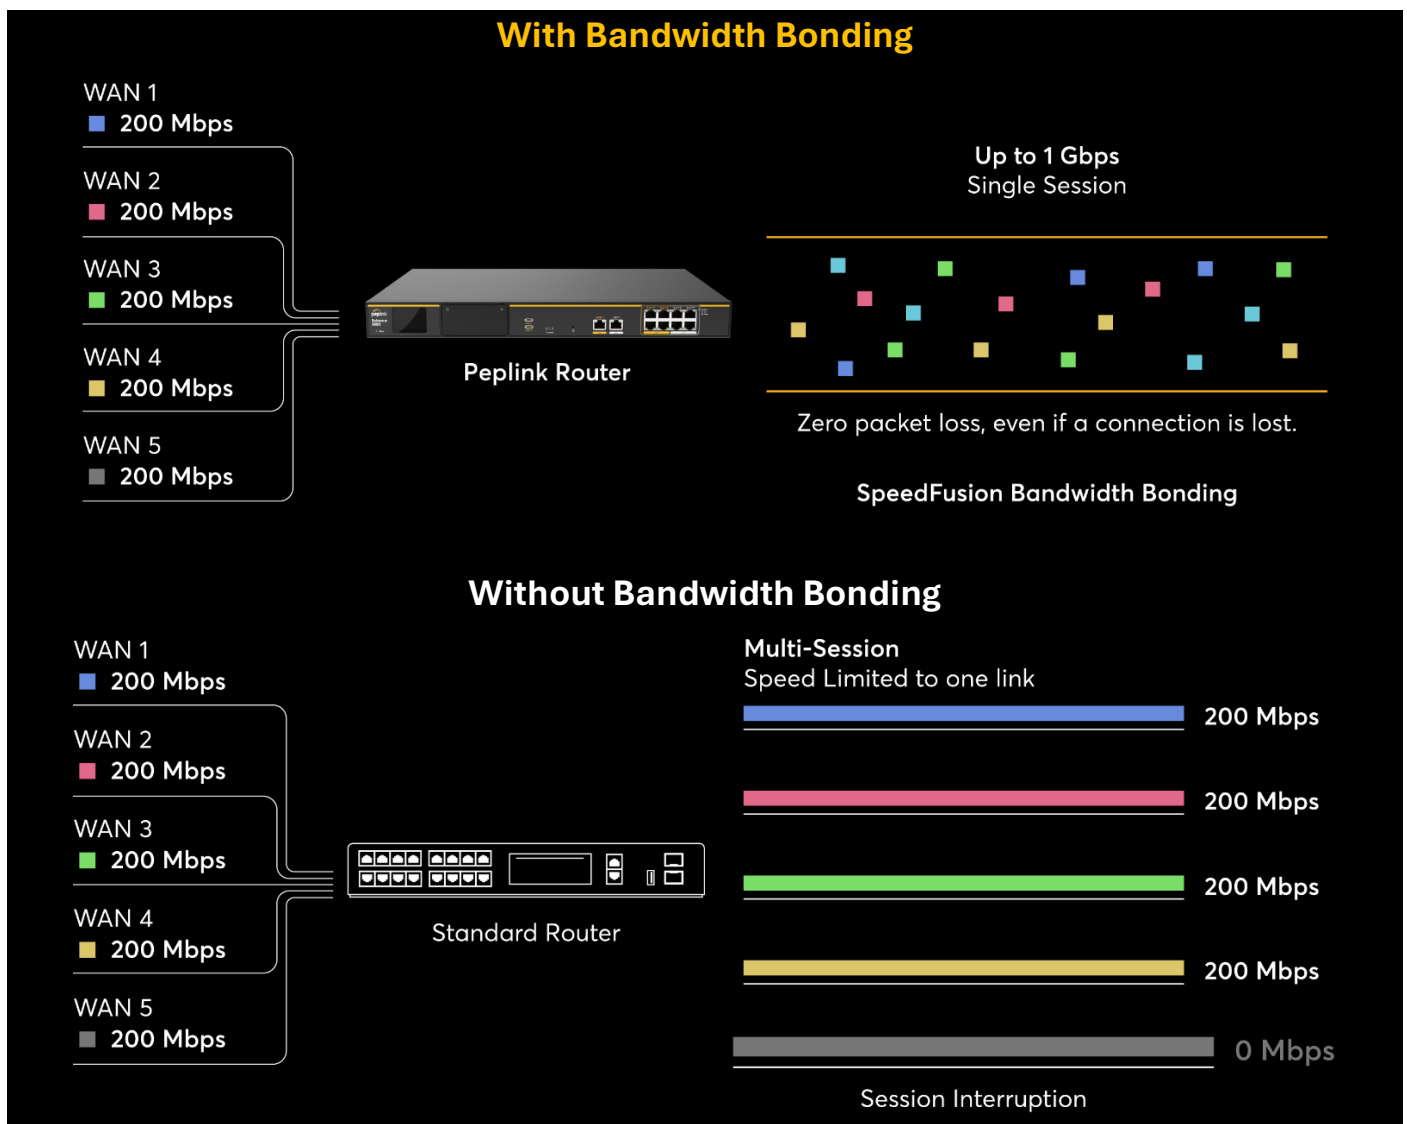 With Bandwidth Bonding
WAN 1
200 Mbps
WAN 2
200 Mbps
WAN 3
200 Mbps
WAN 4
200 Mbps
WAN 5
200 Mbps
peplink
Peplink Router
Up to 1 Gbps
Single Session
Zero packet loss, even if a connection is lost.
SpeedFusion Bandwidth Bonding
Without Bandwidth Bonding
WAN 1
200 Mbps
WAN 2
200 Mbps
WAN 3
200 Mbps
WAN 4
200 Mbps
WAN 5
200 Mbps
Standard Router
Multi-Session
Speed Limited to one link
200 Mbps
200 Mbps
200 Mbps
200 Mbps
0 Mbps
Session Interruption